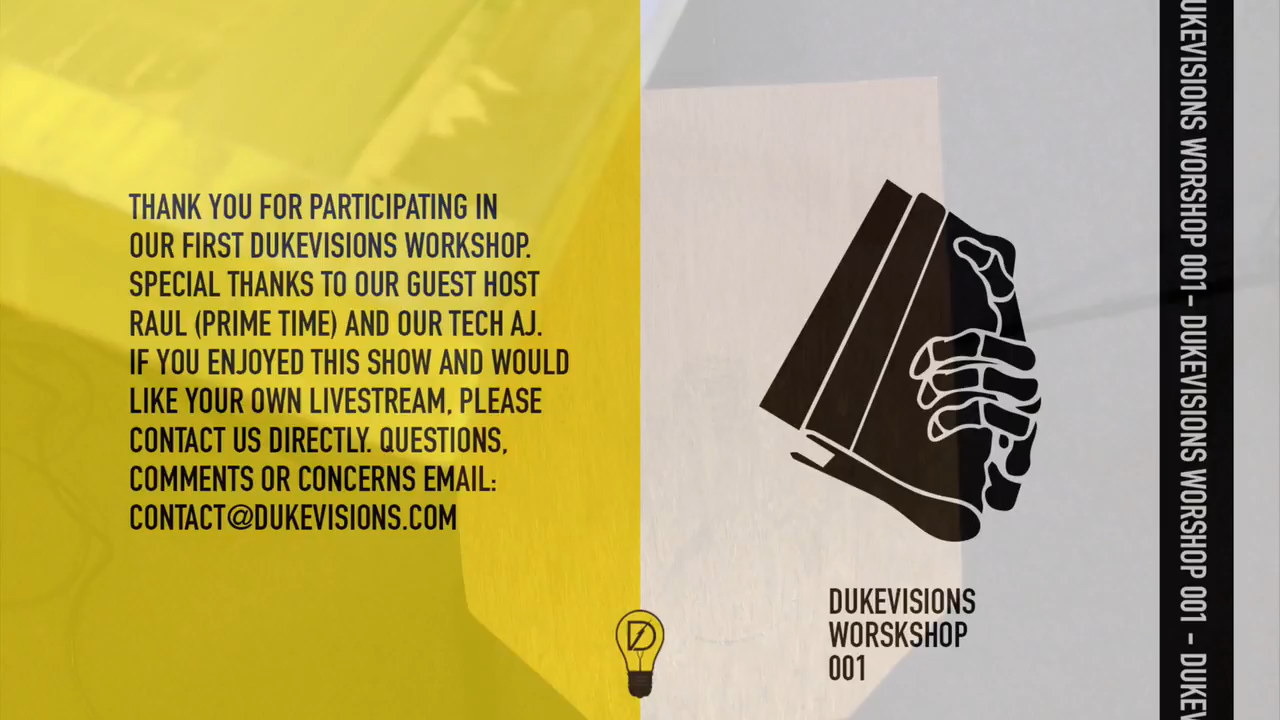 THANK YOU FOR PARTICIPATING IN
OUR FIRST DUKEVISIONS WORKSHOP.
SPECIAL THANKS TO OUR GUEST HOST
RAUL (PRIME TIME) AND OUR TECH AJ.
IF YOU ENJOYED THIS SHOW AND WOULD
LIKE YOUR OWN LIVESTREAM, PLEASE
CONTACT US DIRECTLY. QUESTIONS,
COMMENTS OR CONCERNS EMAIL:
CONTACT@DUKEVISIONS.COM
D
DUKEVISIONS
WORSKSHOP
001
UKEVISIONS WORSHOP 001- DUKEVISIONS WORSHOP 001 - DUKEV